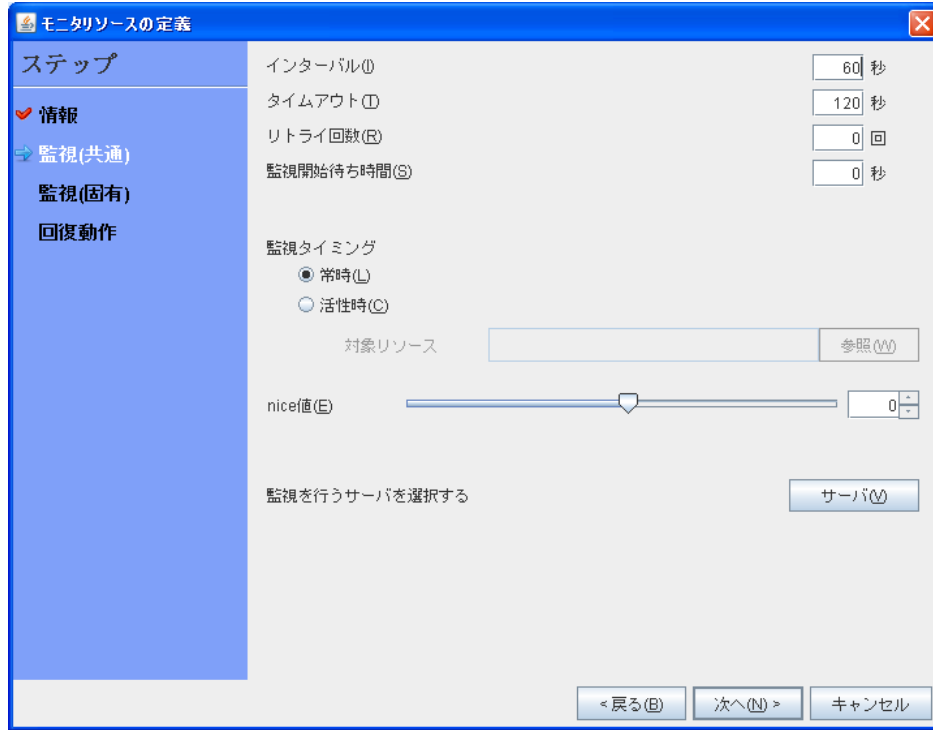 モニタリソースの定義
ステップ
情報
監視(共通)
監視(固有)
回復動作
インターバル(I) 60 秒
タイムアウト(T) 120 秒
リトライ回数(R) 0 回
監視開始待ち時間(S) 0 秒
監視タイミング
常時(L)
活性時(C)
対象リソース 参照(W)
nice値(E) 0
監視を行うサーバを選択する サーバ(V)
<戻る(B) 次へ(N)> キャンセル